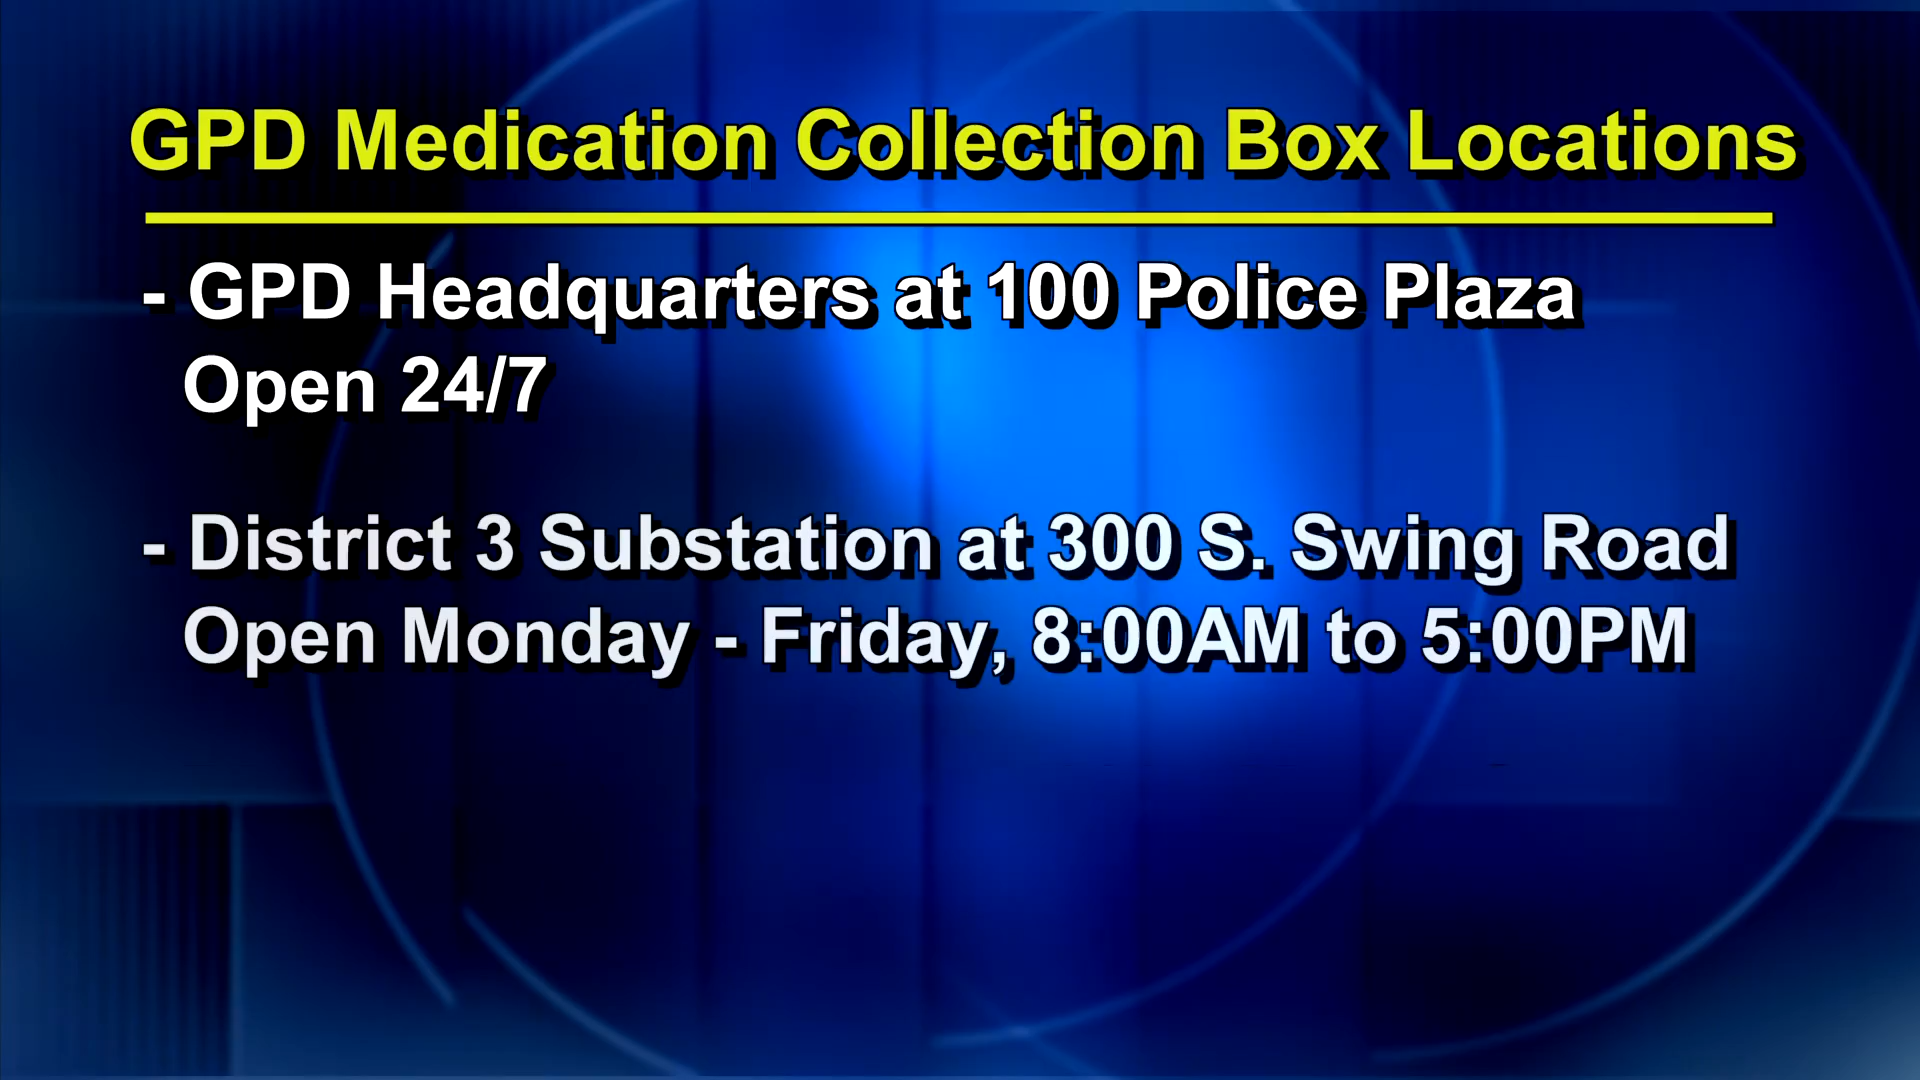 GPD Medication Collection Box Locations
- GPD Headquarters at 100 Police Plaza
Open 24/7
- District 3 Substation at 300 S. Swing Road
Open Monday - Friday, 8:00AM to 5:00PM